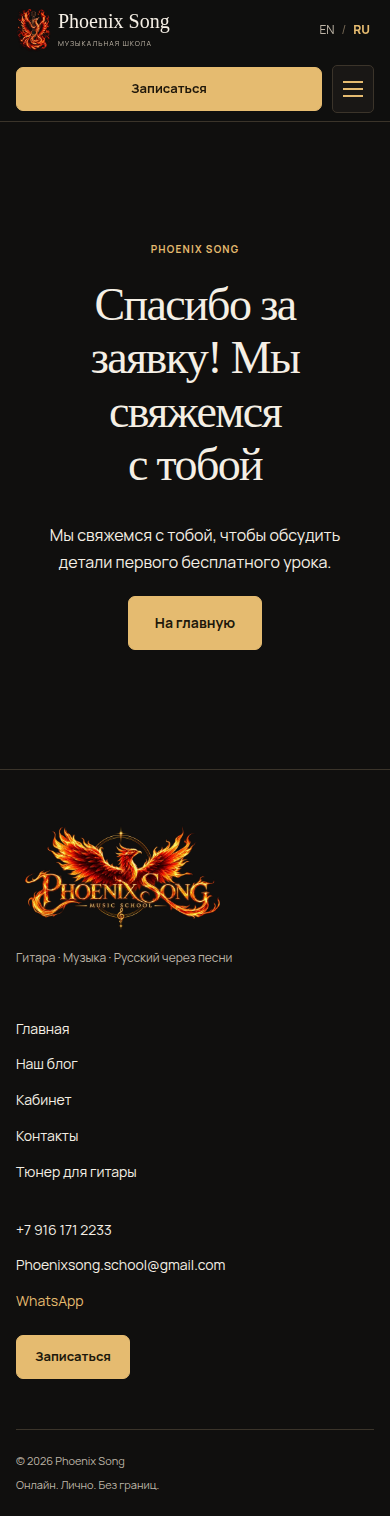 Phoenix Song
МУЗЫКАЛЬНАЯ ШКОЛА
EN / RU
Записаться
PHOENIX SONG
Спасибо за
заявку! Мы
свяжемся
с тобой
Мы свяжемся с тобой, чтобы обсудить
детали первого бесплатного урока.
На главную
PHOENIX SONG
MUSIC SCHOOL
Гитара · Музыка · Русский через песни
Главная
Наш блог
Кабинет
Контакты
Тюнер для гитары
+7 916 171 2233
Phoenixsong.school@gmail.com
WhatsApp
Записаться
© 2026 Phoenix Song
Онлайн. Лично. Без границ.